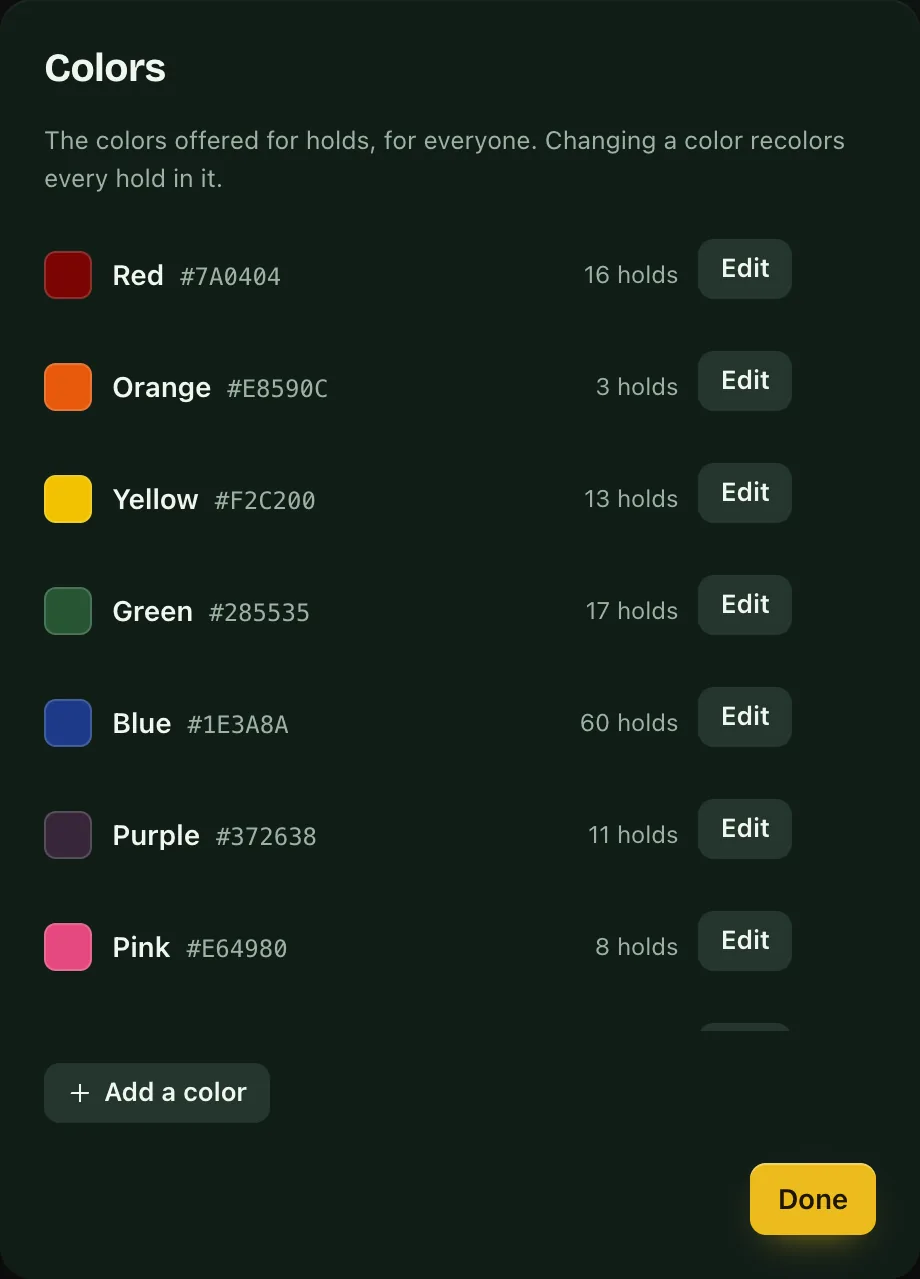 Colors
The colors offered for holds, for everyone. Changing a color recolors
every hold in it.
Red #7A0404 16 holds Edit
Orange #E8590C 3 holds Edit
Yellow #F2C200 13 holds Edit
Green #285535 17 holds Edit
Blue #1E3A8A 60 holds Edit
Purple #372638 11 holds Edit
Pink #E64980 8 holds Edit
+ Add a color
Done